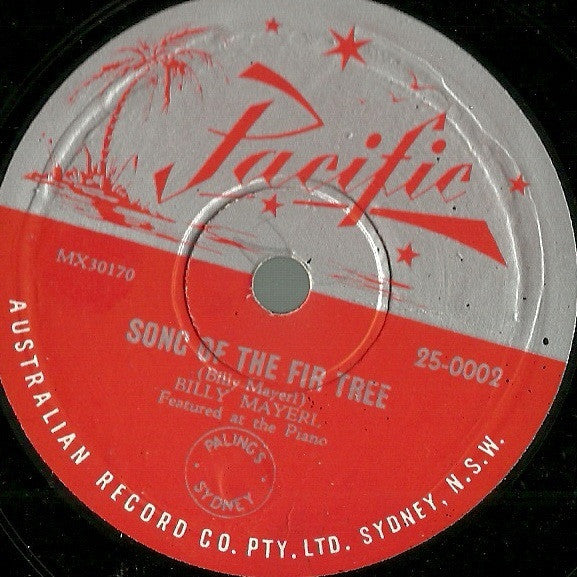 Pacific
MX30170
SONG OF THE FIR TREE
25-0002
(Billy Mayerl)
BILLY MAYERL
Featured at the Piano
PALING'S
SYDNEY
AUSTRALIAN RECORD CO. PTY. LTD. SYDNEY, N.S.W.